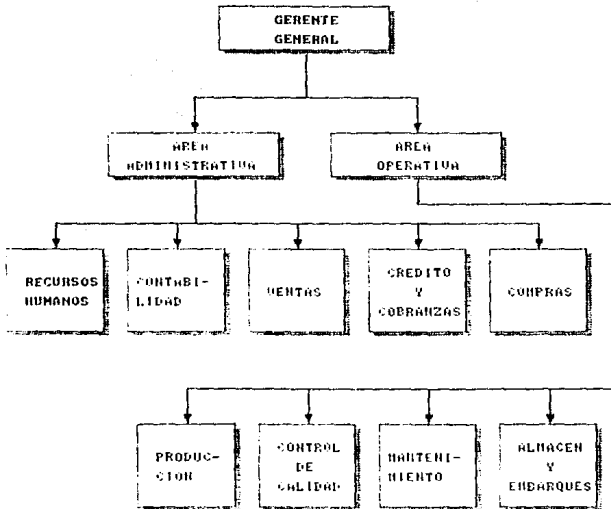 GERENTE
GENERAL
AREA
ADMINISTRATIVA
AREA
OPERATIVA
RECURSOS
HUMANOS
CONTABI-
LIDAD
VENTAS
CREDITO
Y
COBRANZAS
COMPRAS
PRODUC-
CION
CONTROL
DE
CALIDAD
MANTENI-
MIENTO
ALMACEN
Y
EMBARQUES